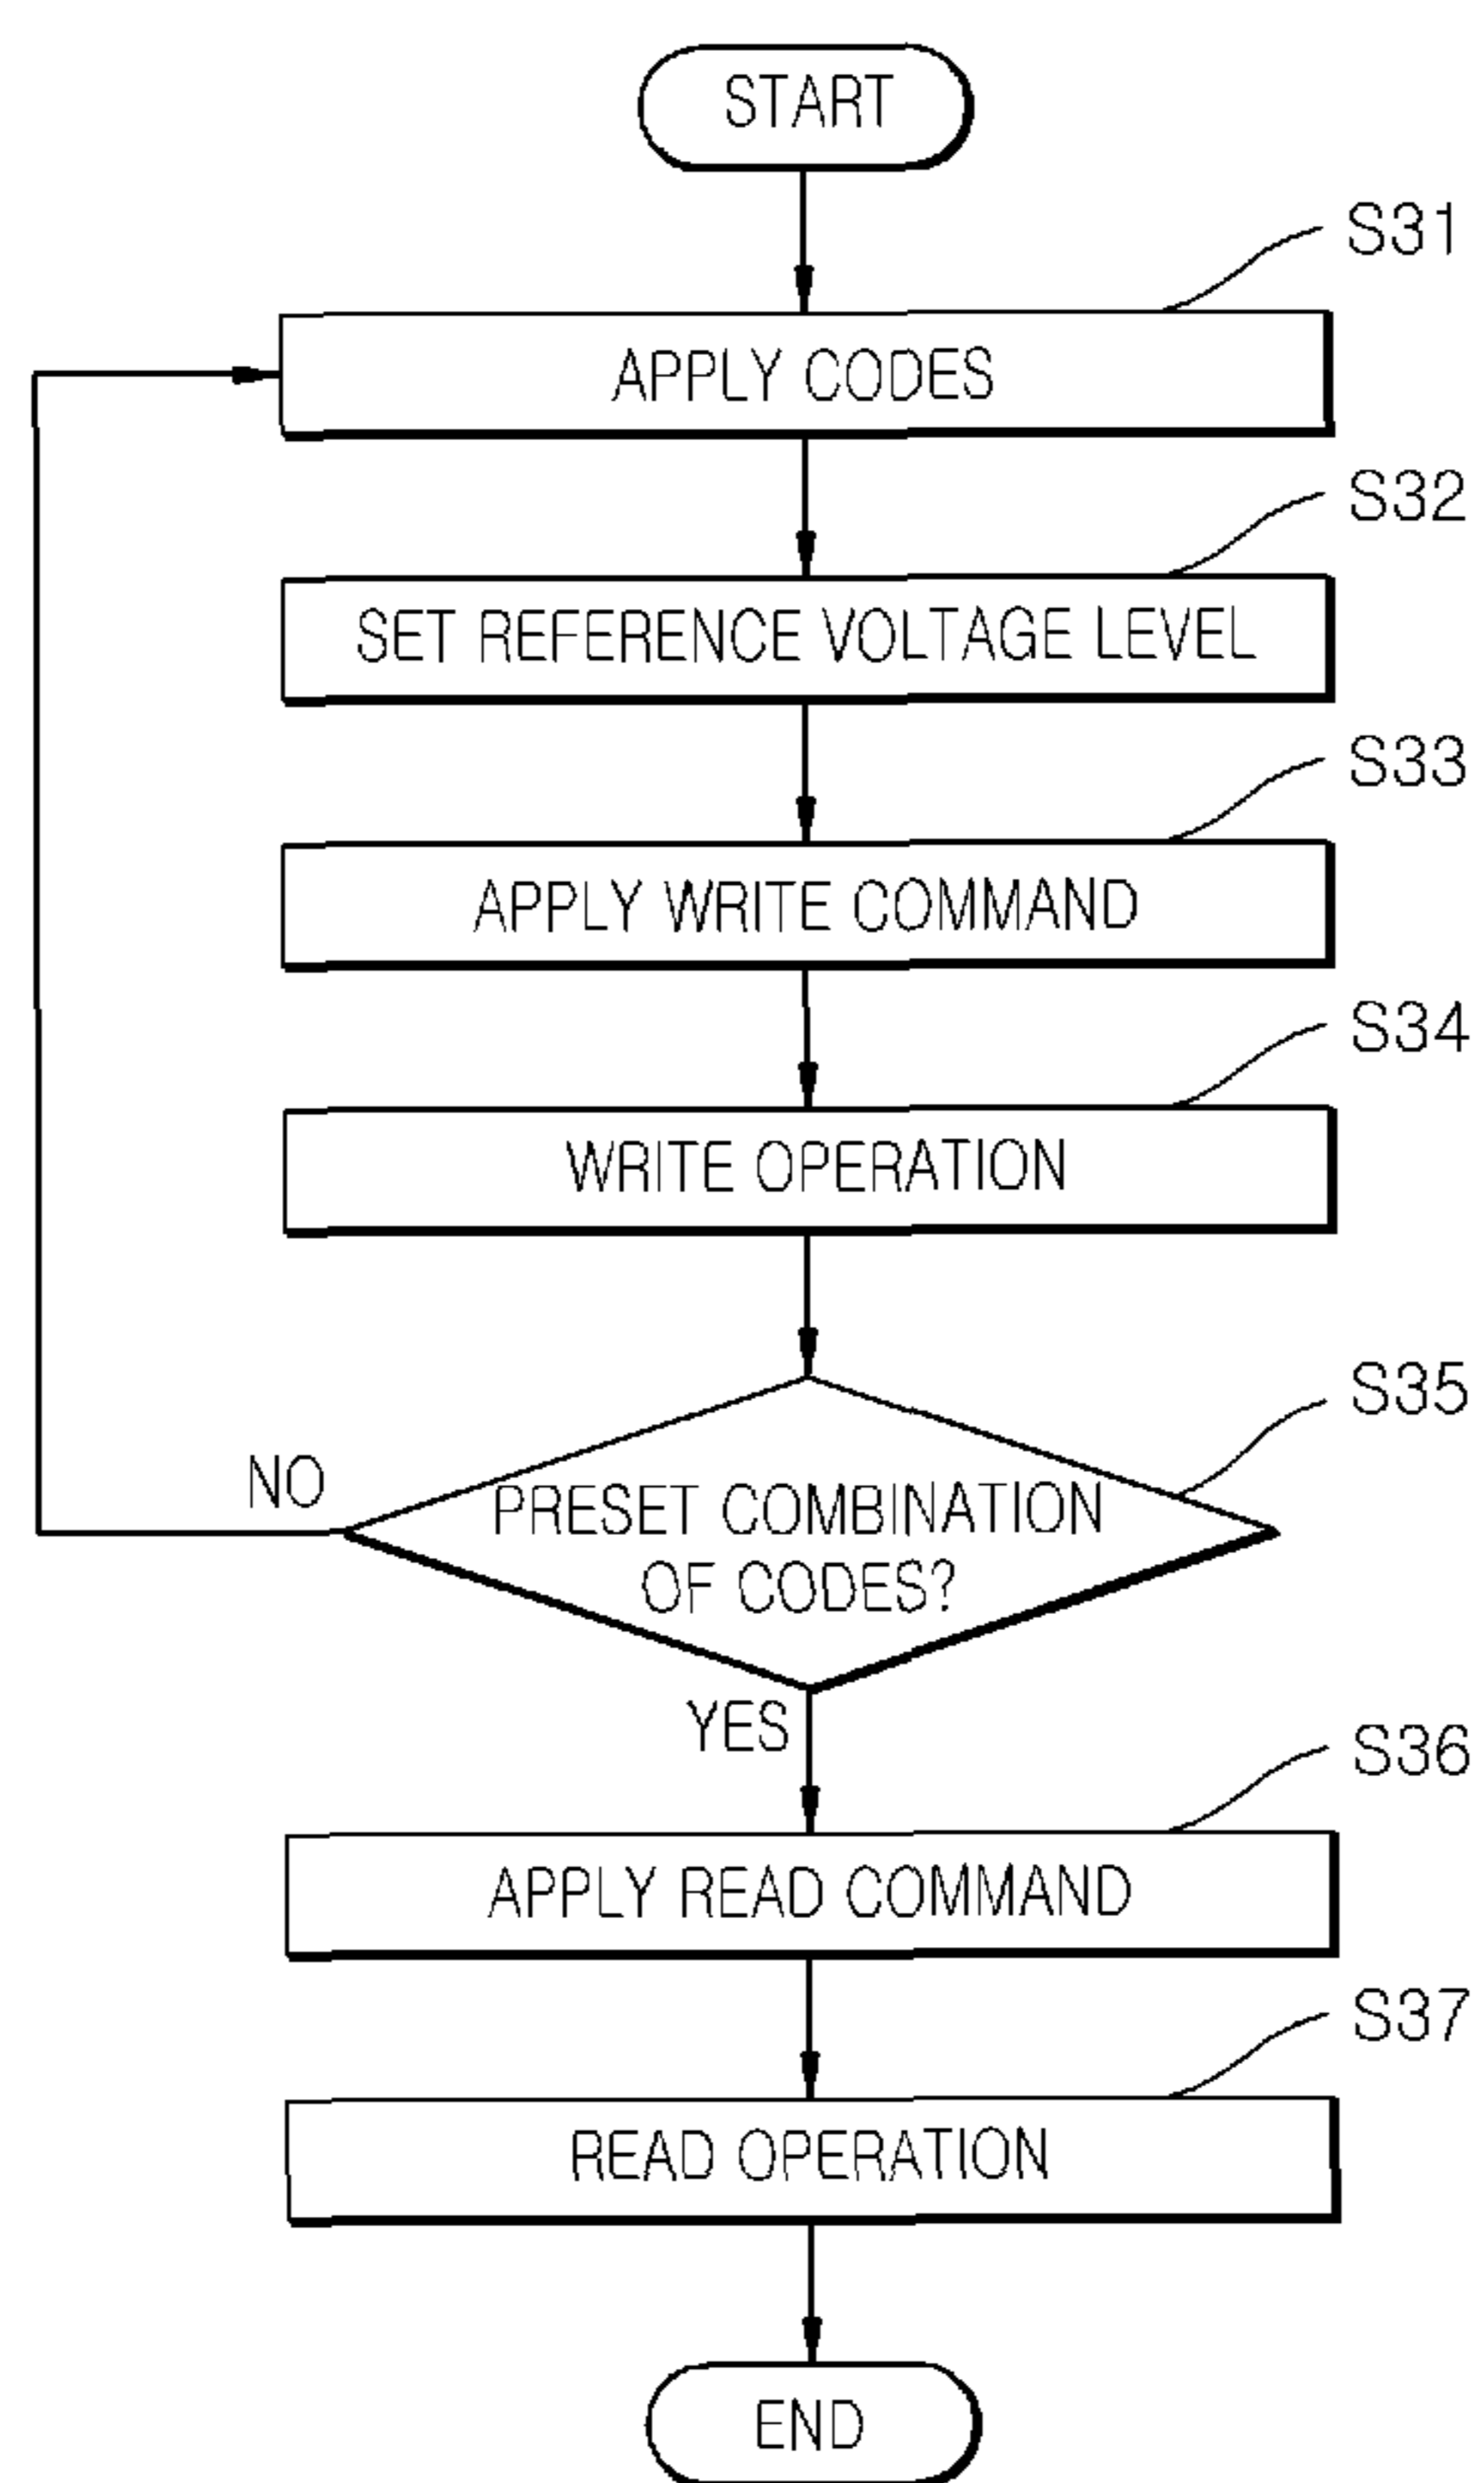 START
S31
APPLY CODES
S32
SET REFERENCE VOLTAGE LEVEL
S33
APPLY WRITE COMMAND
S34
WRITE OPERATION
S35
NO
PRESET COMBINATION
OF CODES?
YES
S36
APPLY READ COMMAND
S37
READ OPERATION
END